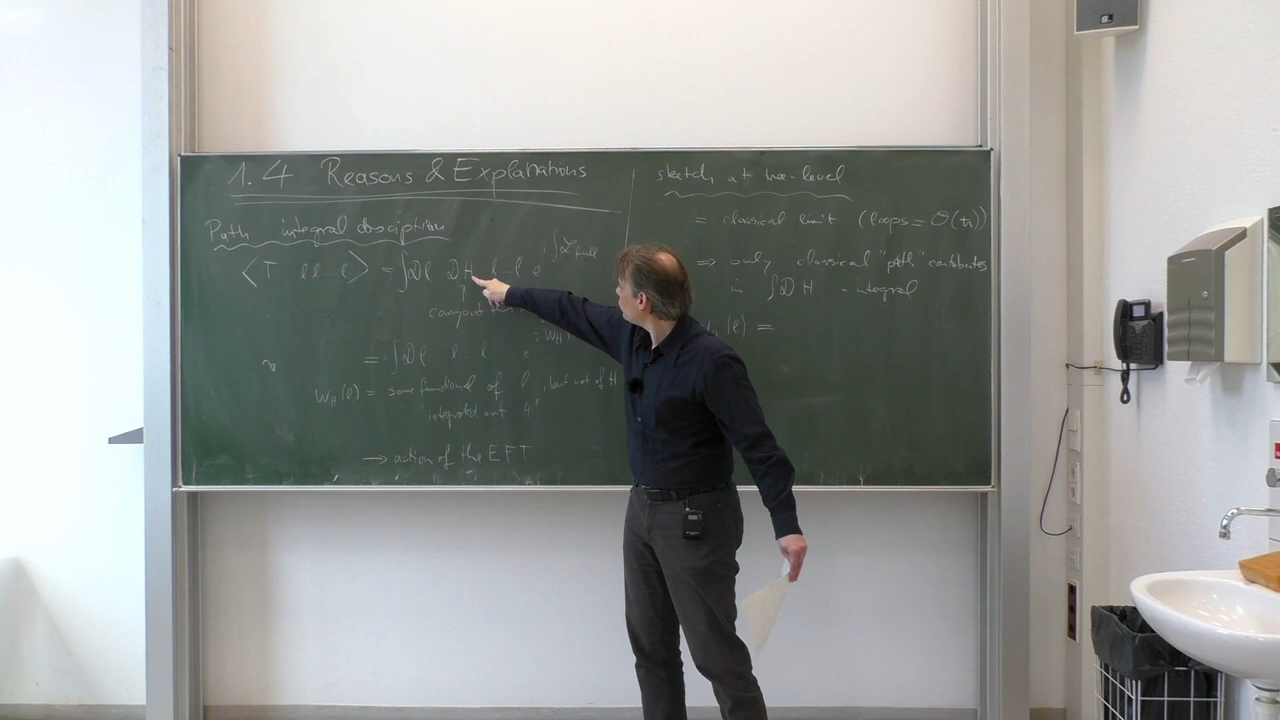 1.4 Reasons & Explanations
Path integral description
⟨T l l … l⟩ = ∫Dl DH l…l e^{i∫ℒ_full}
carry out
= ∫Dl l…l e^{i W_H
W_H(l) = some functional of l, but not of H
"integrated out H"
→ action of the EFT
sketch at tree-level
= classical limit (loops = O(ħ))
⇒ only classical "path" contributes
in ∫DH - integral
(l) =